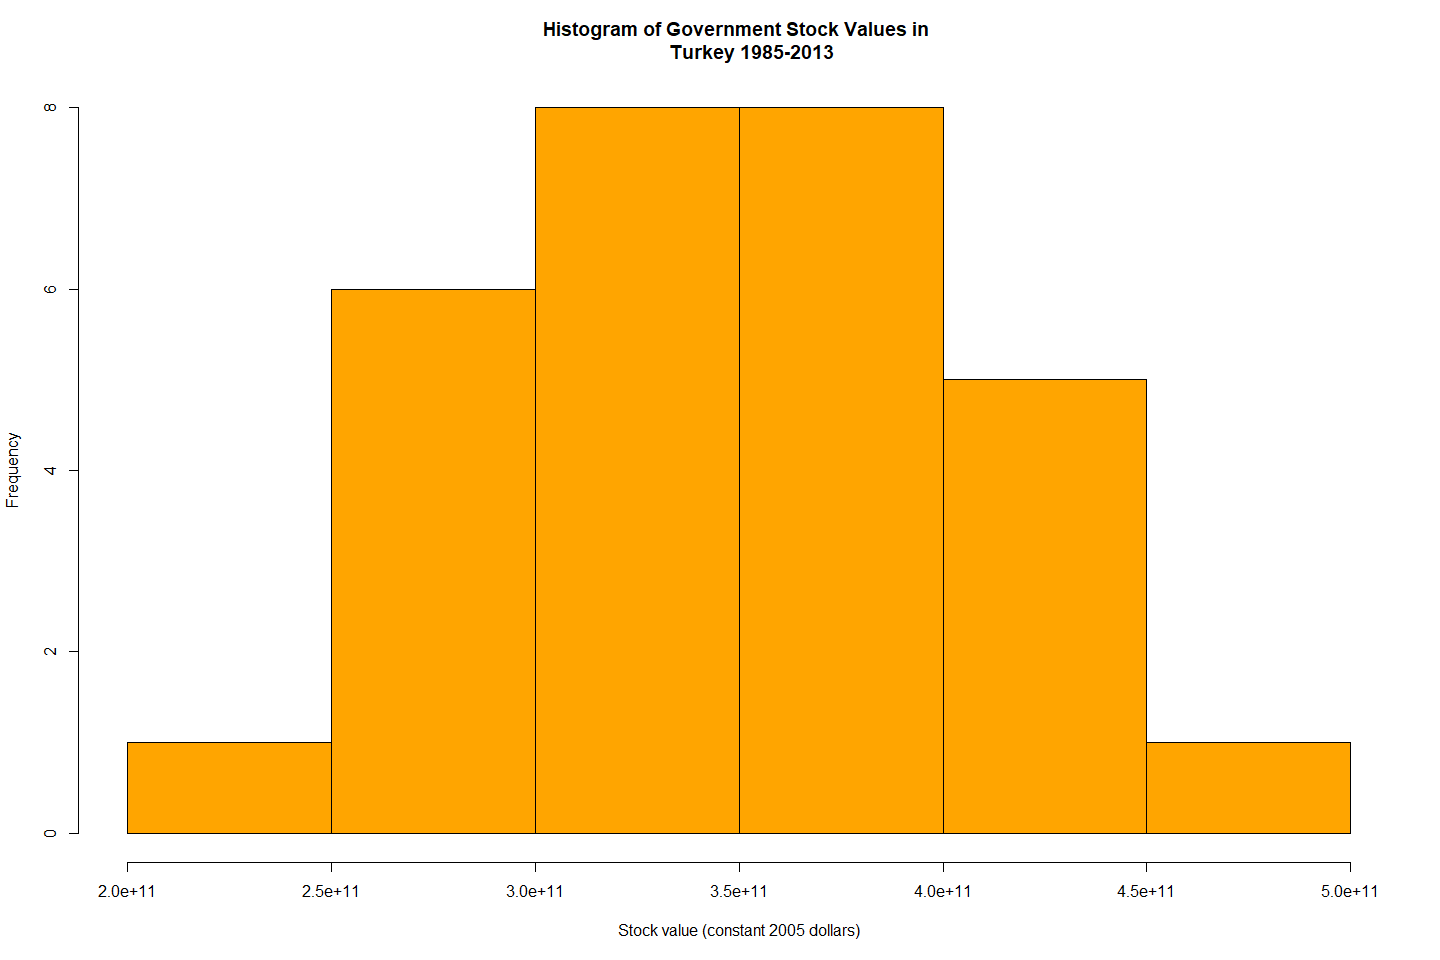 Histogram of Government Stock Values in
Turkey 1985-2013
8
6
4
2
0
Frequency
2.0e+11
2.5e+11
3.0e+11
3.5e+11
4.0e+11
4.5e+11
5.0e+11
Stock value (constant 2005 dollars)